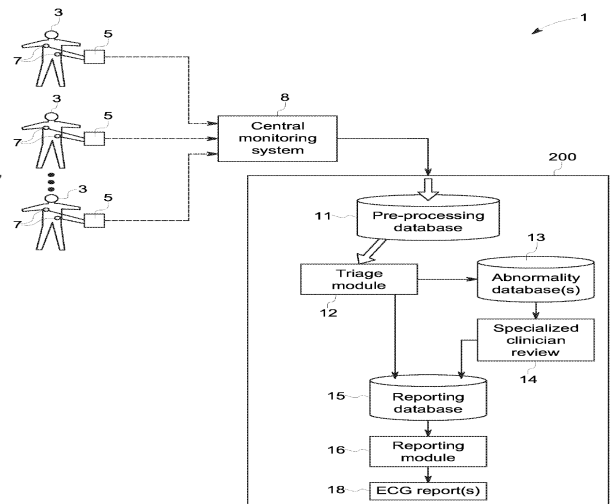 1
3
5
7
3
5
7
3
5
7
8
Central
monitoring
system
200
11
Pre-processing
database
13
Triage
module
12
Abnormality
database(s)
Specialized
clinician
review
14
15
Reporting
database
16
Reporting
module
18
ECG report(s)